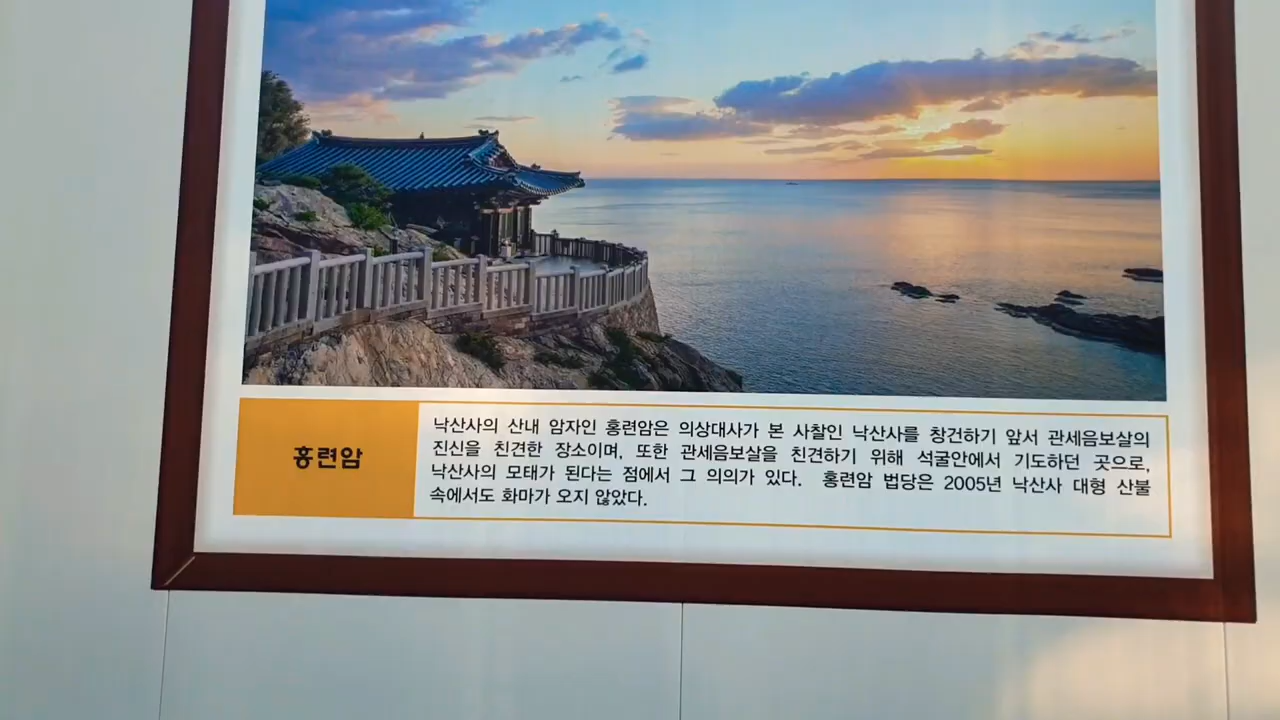 홍련암
낙산사의 산내 암자인 홍련암은 의상대사가 본 사찰인 낙산사를 창건하기 앞서 관세음보살의
진신을 친견한 장소이며, 또한 관세음보살을 친견하기 위해 석굴안에서 기도하던 곳으로,
낙산사의 모태가 된다는 점에서 그 의의가 있다. 홍련암 법당은 2005년 낙산사 대형 산불
속에서도 화마가 오지 않았다.